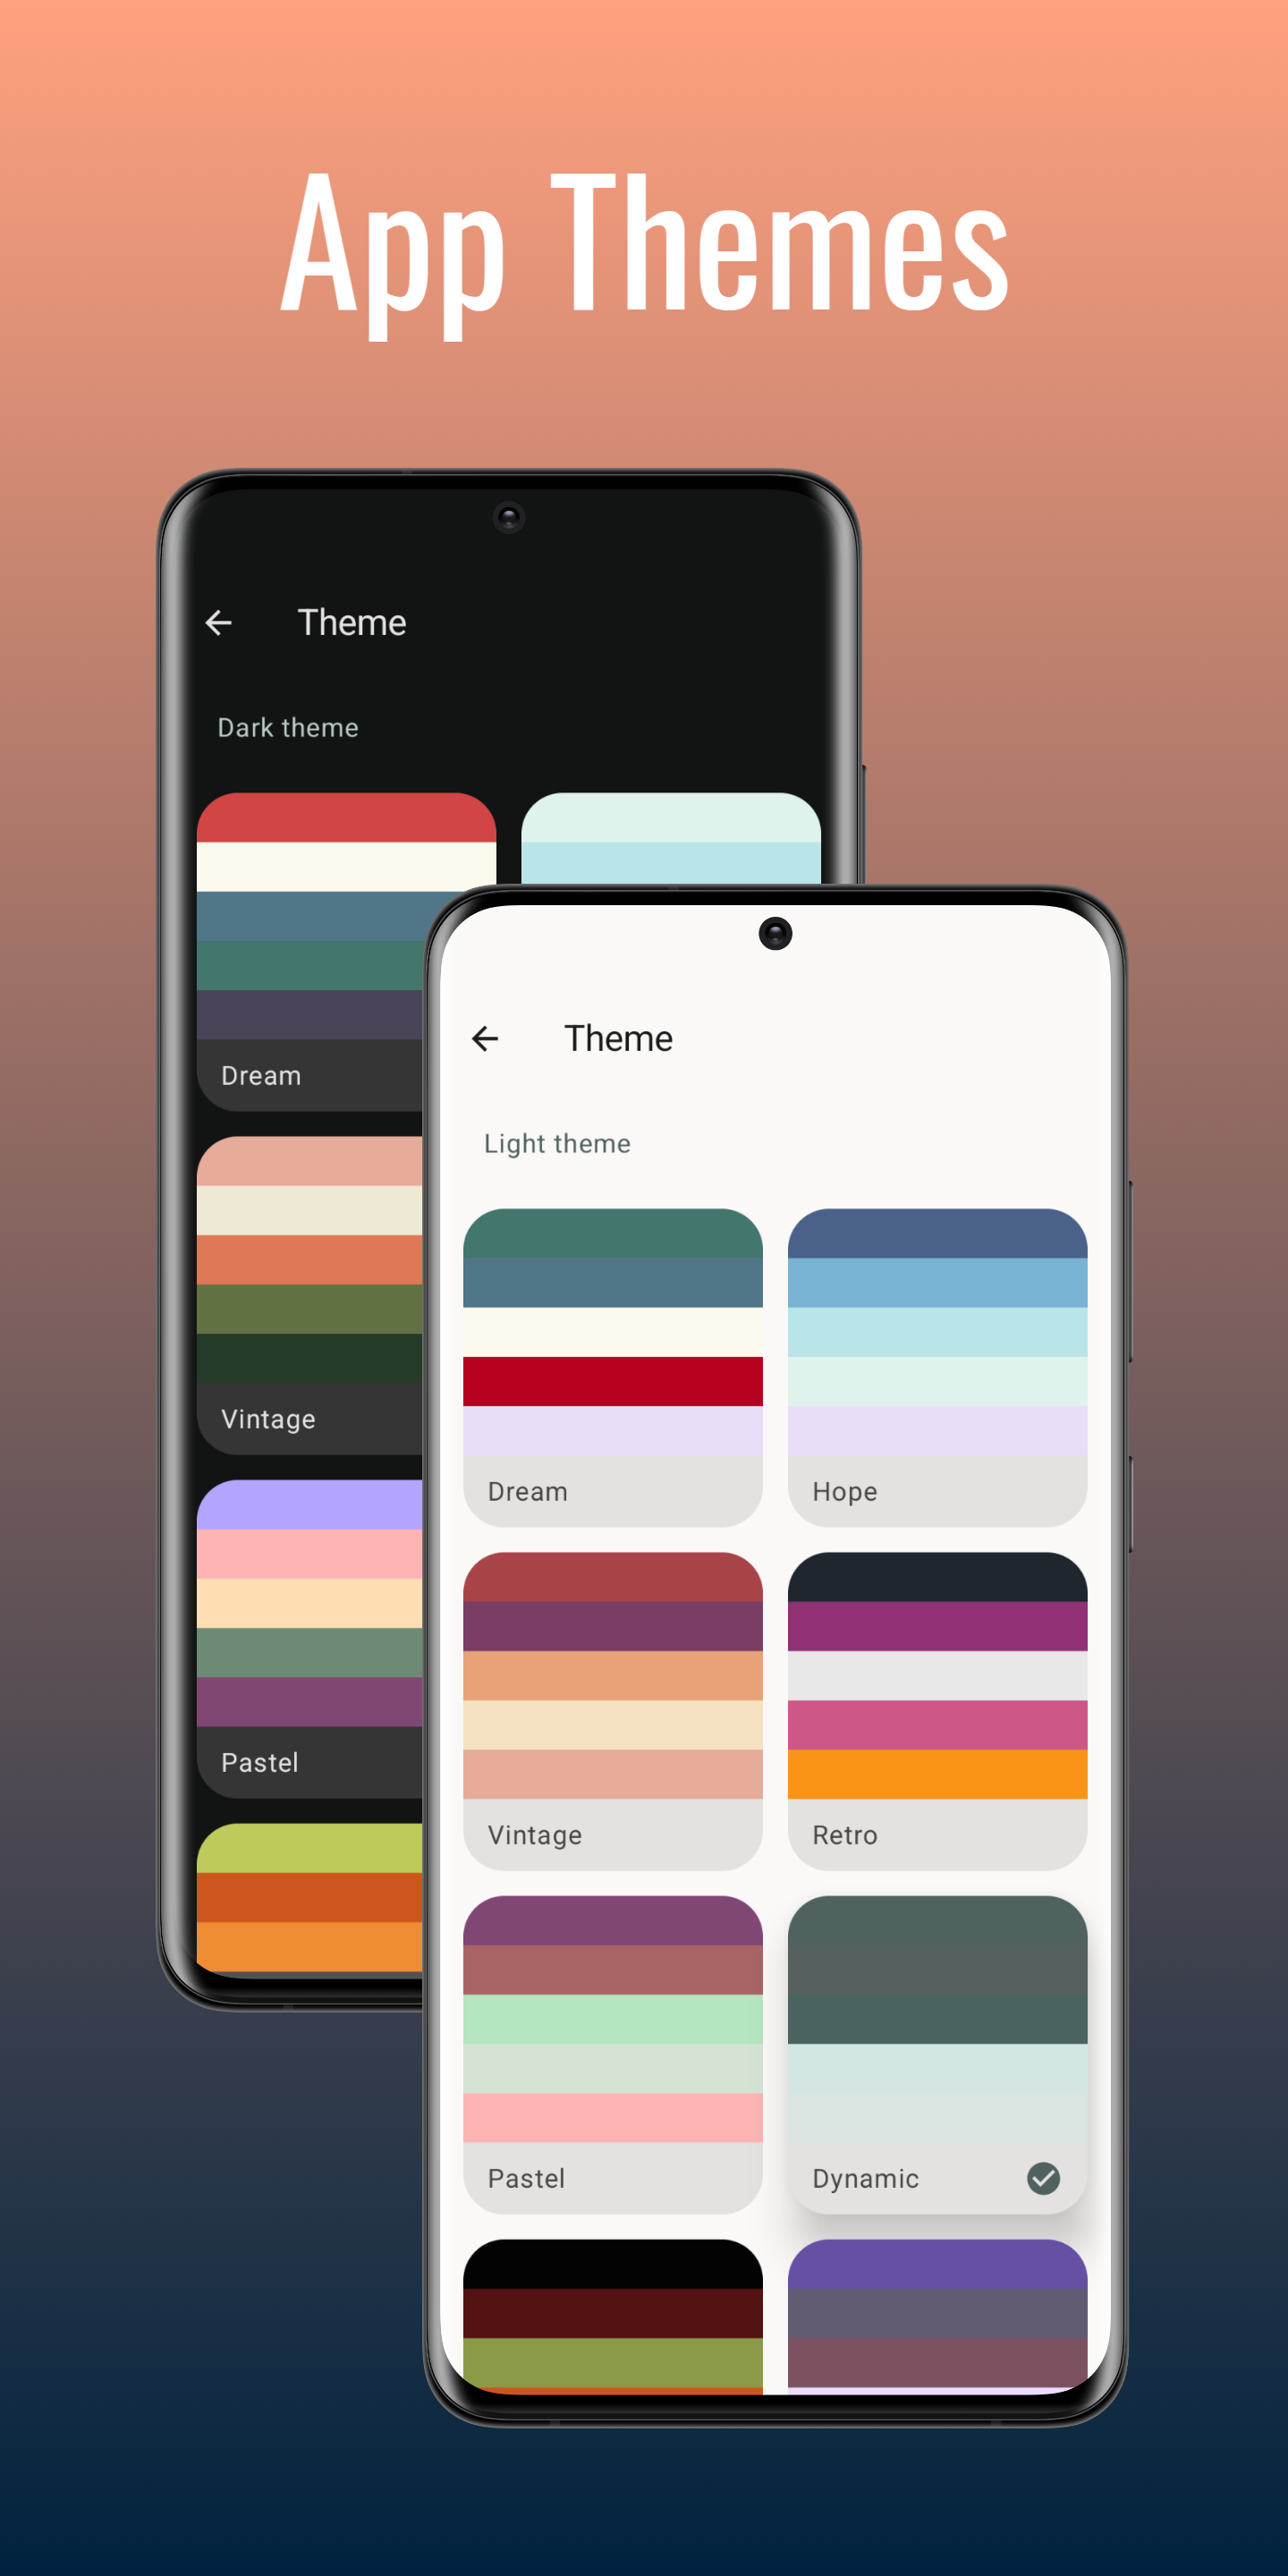 App Themes
Theme
Dark theme
Dream
Vintage
Pastel
Theme
Light theme
Dream
Hope
Vintage
Retro
Pastel
Dynamic